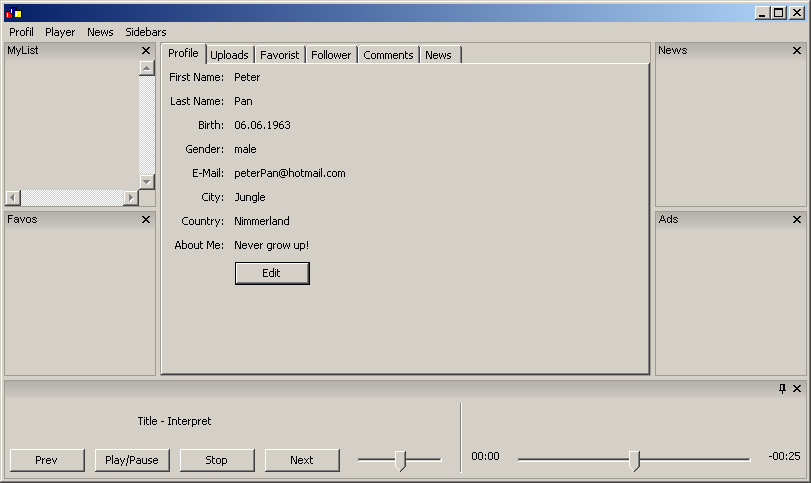 Profil Player News Sidebars
MyList
Profile Uploads Favorist Follower Comments News
News
First Name: Peter
Last Name: Pan
Birth: 06.06.1963
Gender: male
E-Mail: peterPan@hotmail.com
City: Jungle
Country: Nimmerland
About Me: Never grow up!
Edit
Favos
Ads
Title - Interpret
Prev Play/Pause Stop Next
00:00 -00:25